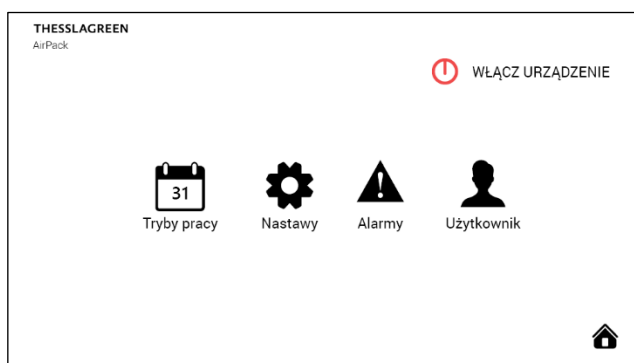 THESSLAGREEN
AirPack
WŁĄCZ URZĄDZENIE
31
Tryby pracy
Nastawy
Alarmy
Użytkownik